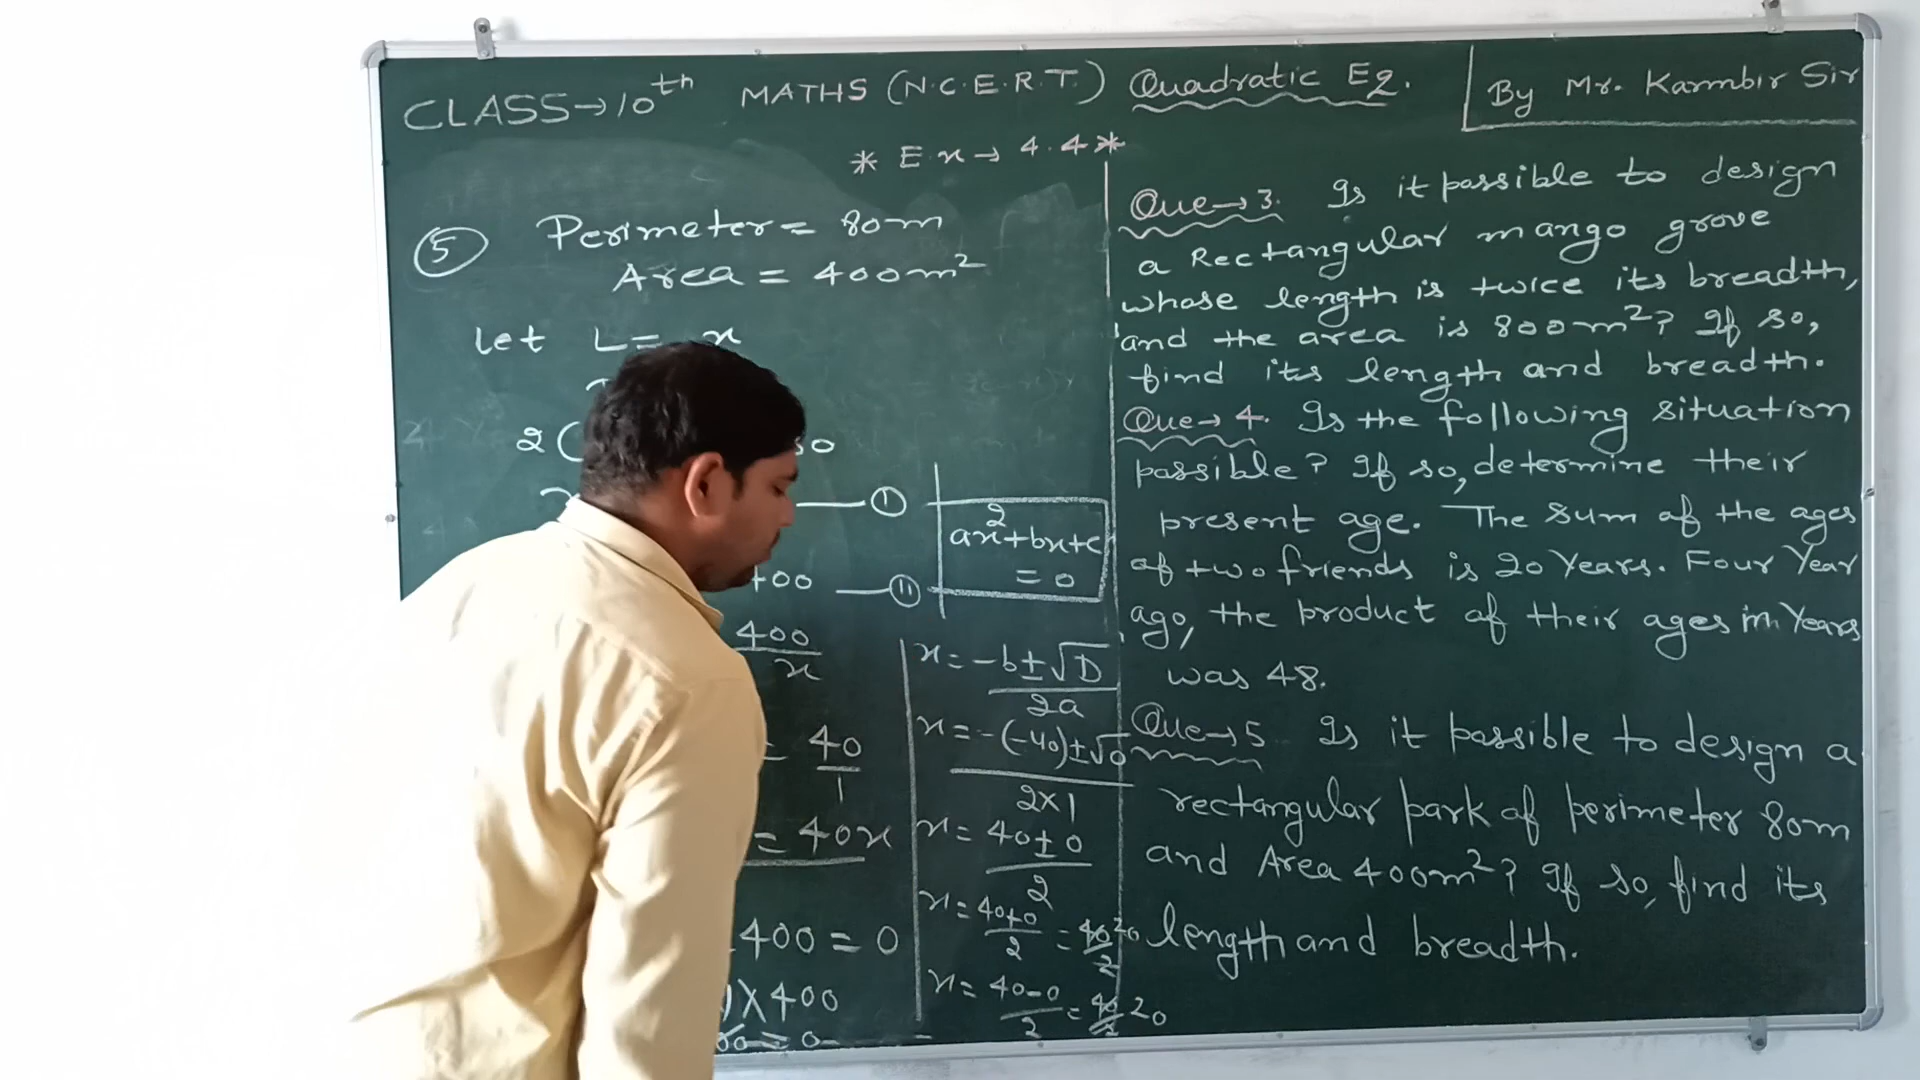 CLASS→10th MATHS (N.C.E.R.T.) Quadratic Eq.
By Mr. Karmbir Sir
* Ex→ 4.4 *
⑤ Perimeter = 80m
Area = 400m²
Let L = x
2(
80
——①
400 ——⑪
400
x
= 40
1
= 40x
400 = 0
)×400
00 = 0
ax²+bx+c
= 0
x = -b±√D
2a
x = -(-40)±√0
2×1
x = 40±0
2
x = 40+0
2
= 40 20
2
x = 40-0
2
= 40 20
2
Que→3. Is it possible to design
a Rectangular mango grove
whose length is twice its breadth,
and the area is 800m²? If so,
find its length and breadth.
Que→4. Is the following situation
possible? If so, determine their
present age. The sum of the ages
of two friends is 20 Years. Four Year
ago, the product of their ages in Years
was 48.
Que→5 Is it possible to design a
rectangular park of perimeter 80m
and Area 400m²? If so, find its
length and breadth.